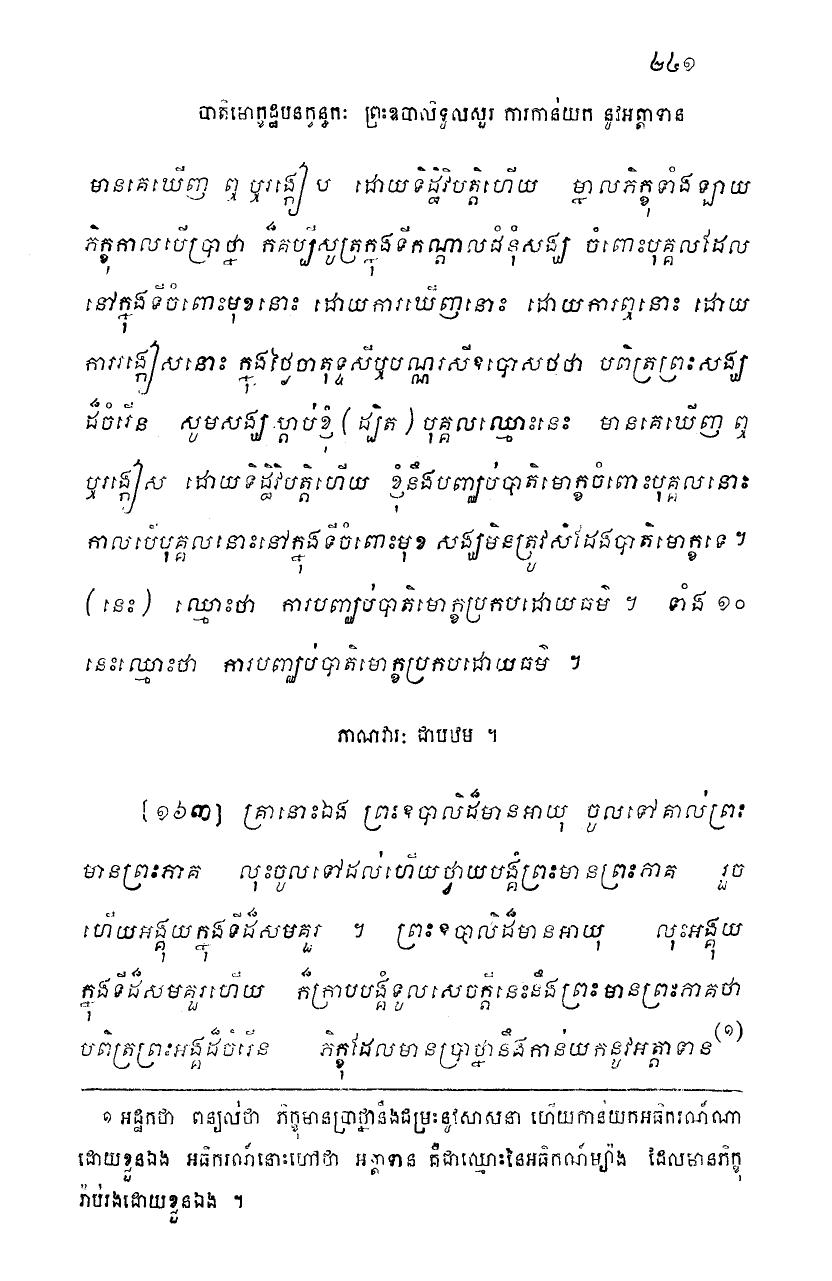 ២៤១
បាតិមោក្ខដ្ឋបនក្ខន្ធកៈ ព្រះឧបាលិទូលសួរ ការកាន់យក នូវអត្តាទាន
មានគេឃើញ ឮ ឬរង្កៀប ដោយទិដ្ឋិវិបត្តិហើយ ម្នាលភិក្ខុទាំងឡាយ
ភិក្ខុកាលបើប្រាថ្នា ក៏គប្បីសូត្រក្នុងទីកណ្តាលជំនុំសង្ឃ ចំពោះបុគ្គលដែល
នៅក្នុងទីចំពោះមុខនោះ ដោយការឃើញនោះ ដោយការឮនោះ ដោយ
ការរង្កៀសនោះ ក្នុងថ្ងៃចាតុទ្ទសីឬបណ្ណរសីឧបោសថថា បពិត្រព្រះសង្ឃ
ដ៏ចំរើន សូមសង្ឃស្តាប់ខ្ញុំ (ដ្បិត) បុគ្គលឈ្មោះនេះ មានគេឃើញ ឮ
ឬរង្កៀស ដោយទិដ្ឋិវិបត្តិហើយ ខ្ញុំនឹងបញ្ឈប់បាតិមោក្ខចំពោះបុគ្គលនោះ
កាលបើបុគ្គលនោះនៅក្នុងទីចំពោះមុខ សង្ឃមិនត្រូវសំដែងបាតិមោក្ខទេ ។
(នេះ) ឈ្មោះថា ការបញ្ឈប់បាតិមោក្ខប្រកបដោយធម៌ ។ ទាំង ១០
នេះឈ្មោះថា ការបញ្ឈប់បាតិមោក្ខប្រកបដោយធម៌ ។
ភាណវារៈ ជាបឋម ។
[១៦៣] គ្រានោះឯង ព្រះឧបាលិដ៏មានអាយុ ចូលទៅគាល់ព្រះ
មានព្រះភាគ លុះចូលទៅដល់ហើយថ្វាយបង្គំព្រះមានព្រះភាគ រួច
ហើយអង្គុយក្នុងទីដ៏សមគួរ ។ ព្រះឧបាលិដ៏មានអាយុ លុះអង្គុយ
ក្នុងទីដ៏សមគួរហើយ ក៏ក្រាបបង្គំទូលសេចក្តីនេះនឹងព្រះមានព្រះភាគថា
បពិត្រព្រះអង្គដ៏ចំរើន ភិក្ខុដែលមានប្រាថ្នានឹងកាន់យកនូវអត្តាទាន(១)
១ អដ្ឋកថា ពន្យល់ថា ភិក្ខុមានប្រាថ្នានឹងជម្រះនូវសាសនា ហើយកាន់យកអធិករណ៍ណា
ដោយខ្លួនឯង អធិករណ៍នោះហៅថា អត្តាទាន គឺជាឈ្មោះនៃអធិកណ៍ម្យ៉ាង ដែលមានភិក្ខុ
រ៉ាប់រងដោយខ្លួនឯង ។